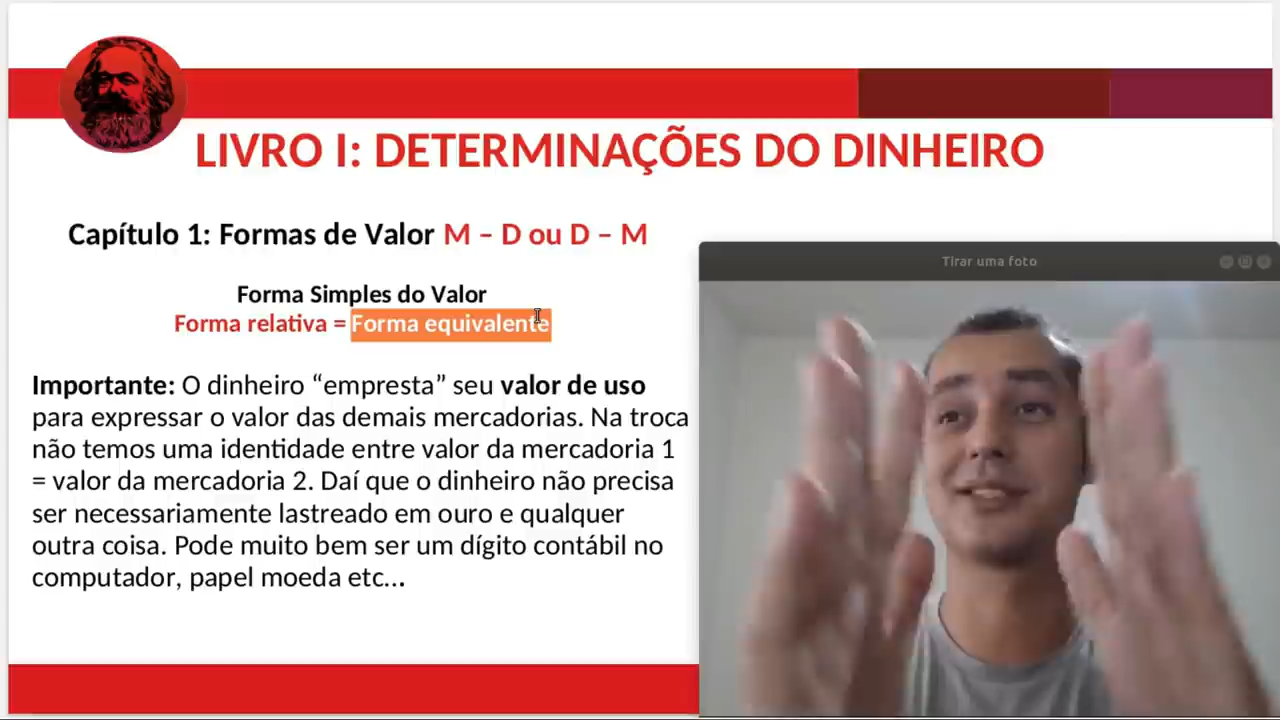 LIVRO I: DETERMINAÇÕES DO DINHEIRO
Capítulo 1: Formas de Valor M – D ou D – M
Forma Simples do Valor
Forma relativa = Forma equivalente
Importante: O dinheiro “empresta” seu valor de uso
para expressar o valor das demais mercadorias. Na troca
não temos uma identidade entre valor da mercadoria 1
= valor da mercadoria 2. Daí que o dinheiro não precisa
ser necessariamente lastreado em ouro e qualquer
outra coisa. Pode muito bem ser um dígito contábil no
computador, papel moeda etc...
Tirar uma foto